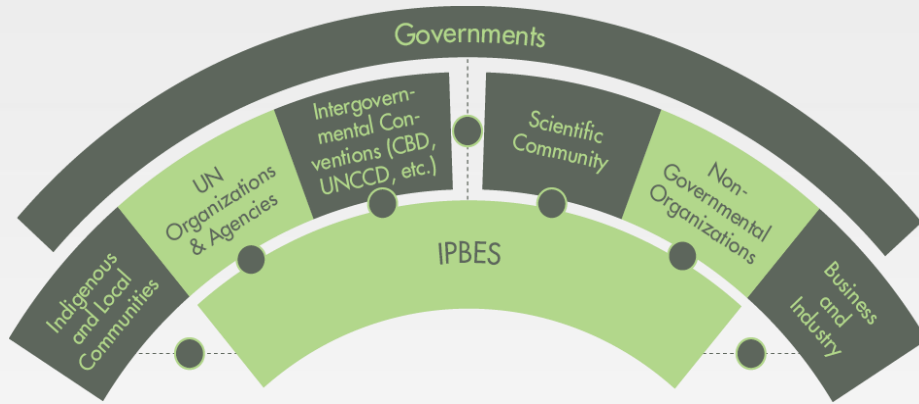 Governments
Indigenous
and Local
Communities
UN
Organizations
& Agencies
Intergovern-
mental Con-
ventions (CBD,
UNCCD, etc.)
Scientific
Community
Non-
Governmental
Organizations
Business
and
Industry
IPBES